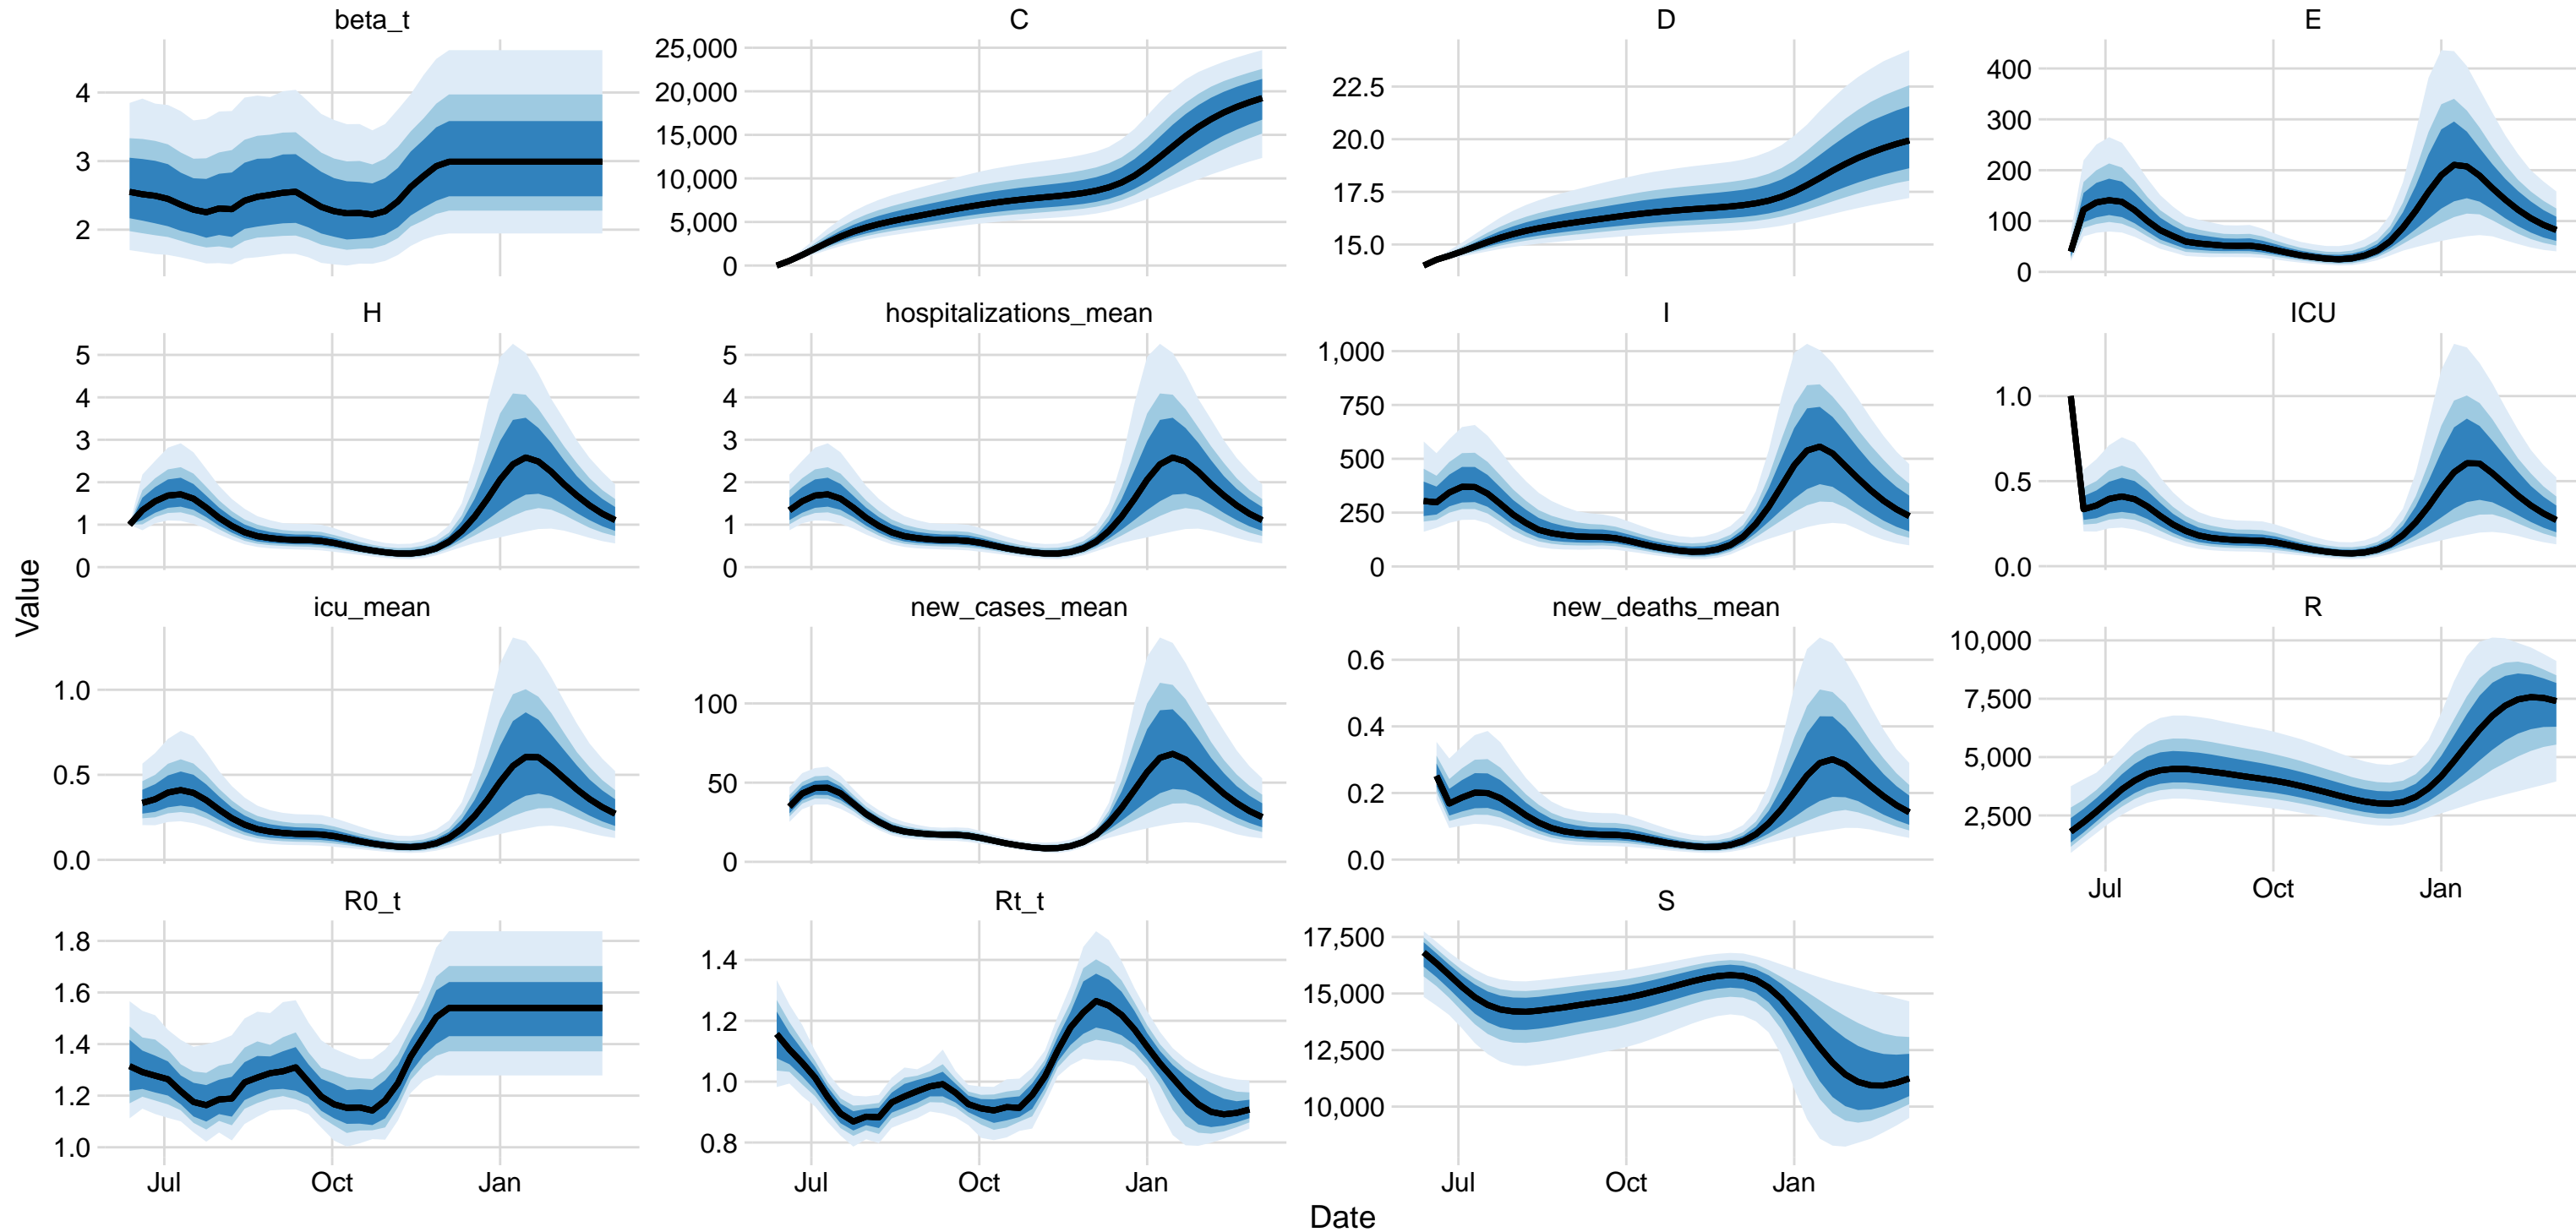 beta_t
C
D
E
4
3
2
25,000
20,000
15,000
10,000
5,000
0
22.5
20.0
17.5
15.0
400
300
200
100
0
H
hospitalizations_mean
I
ICU
5
4
3
2
1
0
5
4
3
2
1
0
1,000
750
500
250
0
1.0
0.5
0.0
icu_mean
new_cases_mean
new_deaths_mean
R
1.0
0.5
0.0
100
50
0
0.6
0.4
0.2
0.0
10,000
7,500
5,000
2,500
Jul
Oct
Jan
R0_t
Rt_t
S
1.8
1.6
1.4
1.2
1.0
Jul
Oct
Jan
1.4
1.2
1.0
0.8
Jul
Oct
Jan
17,500
15,000
12,500
10,000
Jul
Oct
Jan
Value
Date